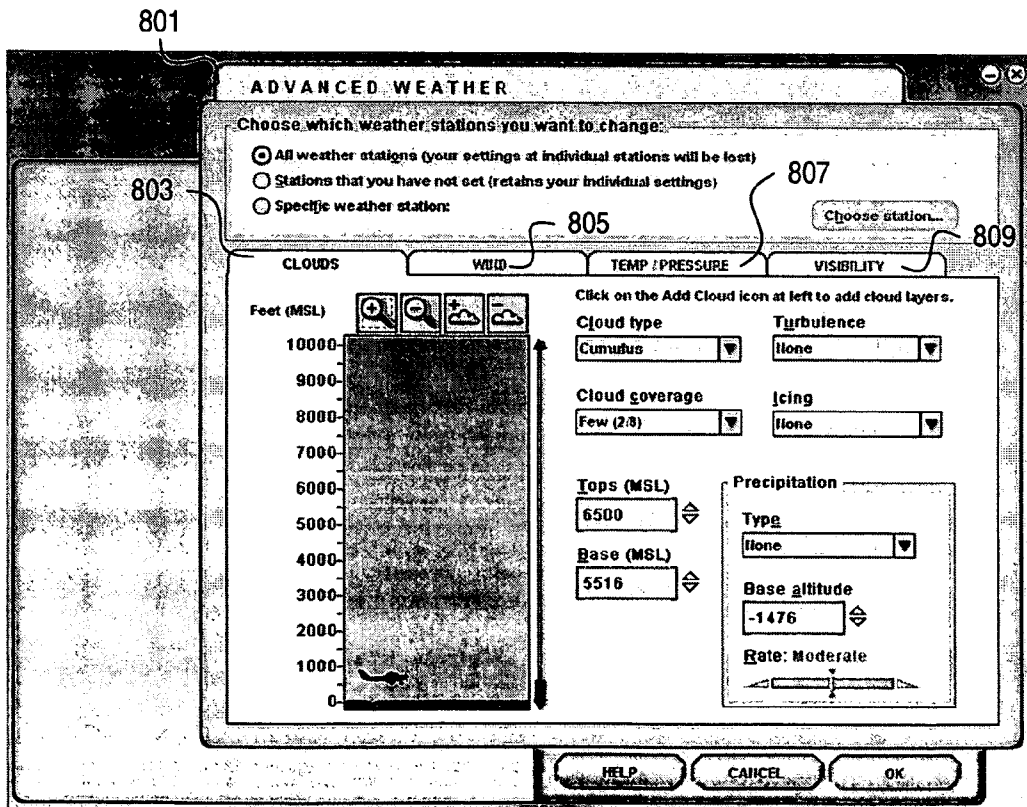 801
ADVANCED WEATHER
Choose which weather stations you want to change:
All weather stations (your settings at individual stations will be lost)
Stations that you have not set (retains your individual settings)
Specific weather station:
Choose station...
803
805
807
809
CLOUDS
WIND
TEMP / PRESSURE
VISIBILITY
Click on the Add Cloud icon at left to add cloud layers.
Feet (MSL)
10000
9000
8000
7000
6000
5000
4000
3000
2000
1000
0
Cloud type
Cumulus
Turbulence
None
Cloud coverage
Few (2/8)
Icing
None
Tops (MSL)
6500
Base (MSL)
5516
Precipitation
Type
None
Base altitude
-1476
Rate: Moderate
HELP
CANCEL
OK